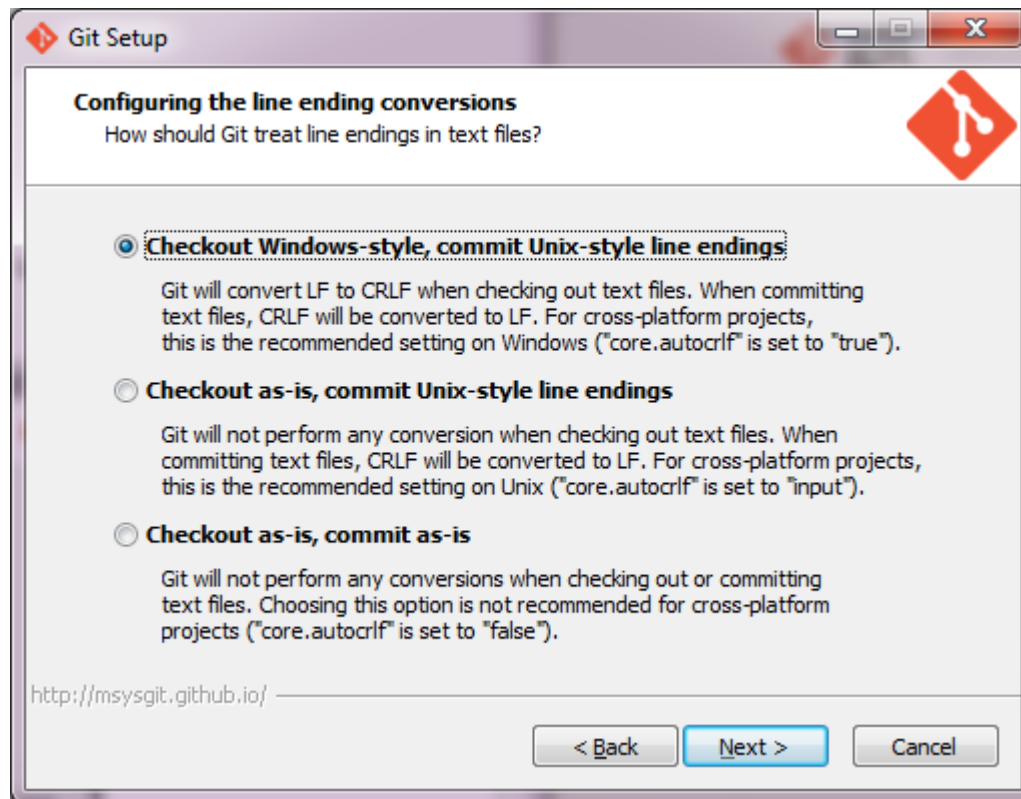 Git Setup
Configuring the line ending conversions
How should Git treat line endings in text files?
Checkout Windows-style, commit Unix-style line endings
Git will convert LF to CRLF when checking out text files. When committing
text files, CRLF will be converted to LF. For cross-platform projects,
this is the recommended setting on Windows ("core.autocrlf" is set to "true").
Checkout as-is, commit Unix-style line endings
Git will not perform any conversion when checking out text files. When
committing text files, CRLF will be converted to LF. For cross-platform projects,
this is the recommended setting on Unix ("core.autocrlf" is set to "input").
Checkout as-is, commit as-is
Git will not perform any conversions when checking out or committing
text files. Choosing this option is not recommended for cross-platform
projects ("core.autocrlf" is set to "false").
http://msysgit.github.io/
< Back
Next >
Cancel